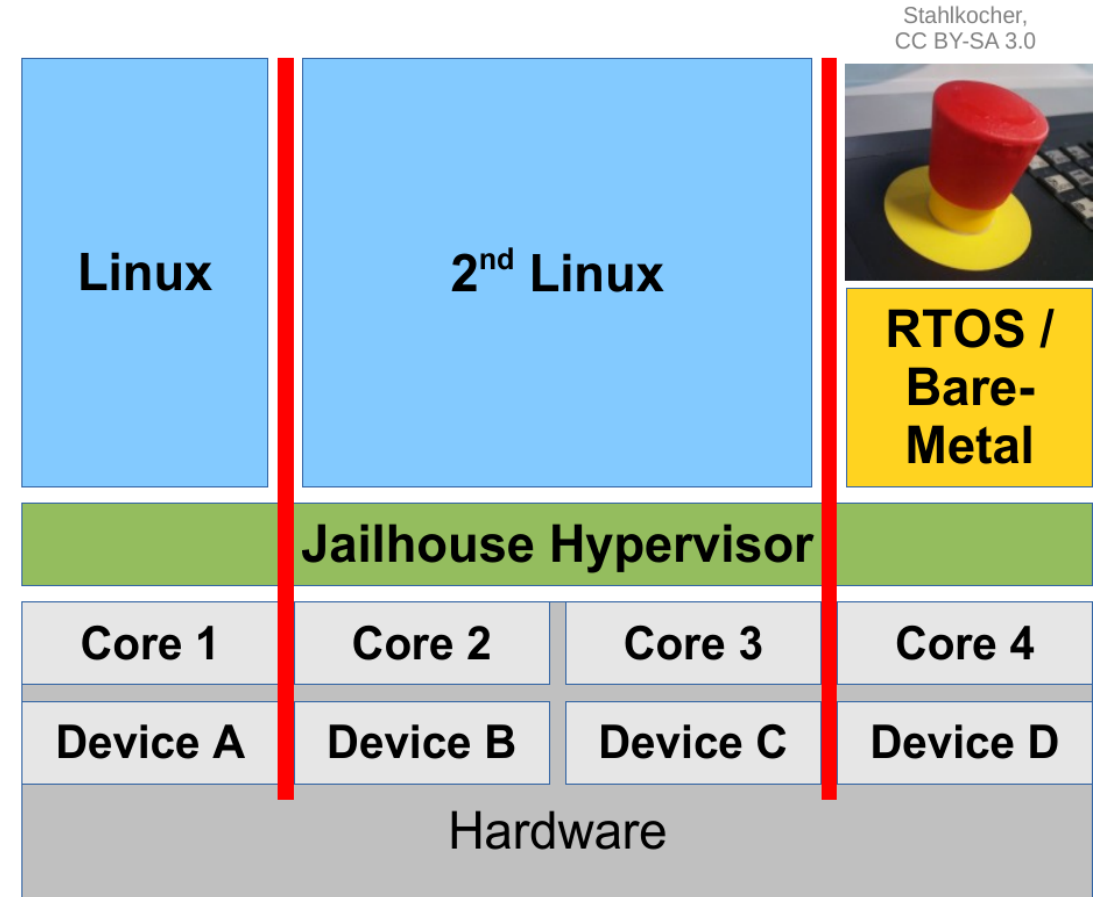 Stahlkocher,
CC BY-SA 3.0
Linux
2nd Linux
RTOS /
Bare-
Metal
Jailhouse Hypervisor
Core 1
Core 2
Core 3
Core 4
Device A
Device B
Device C
Device D
Hardware